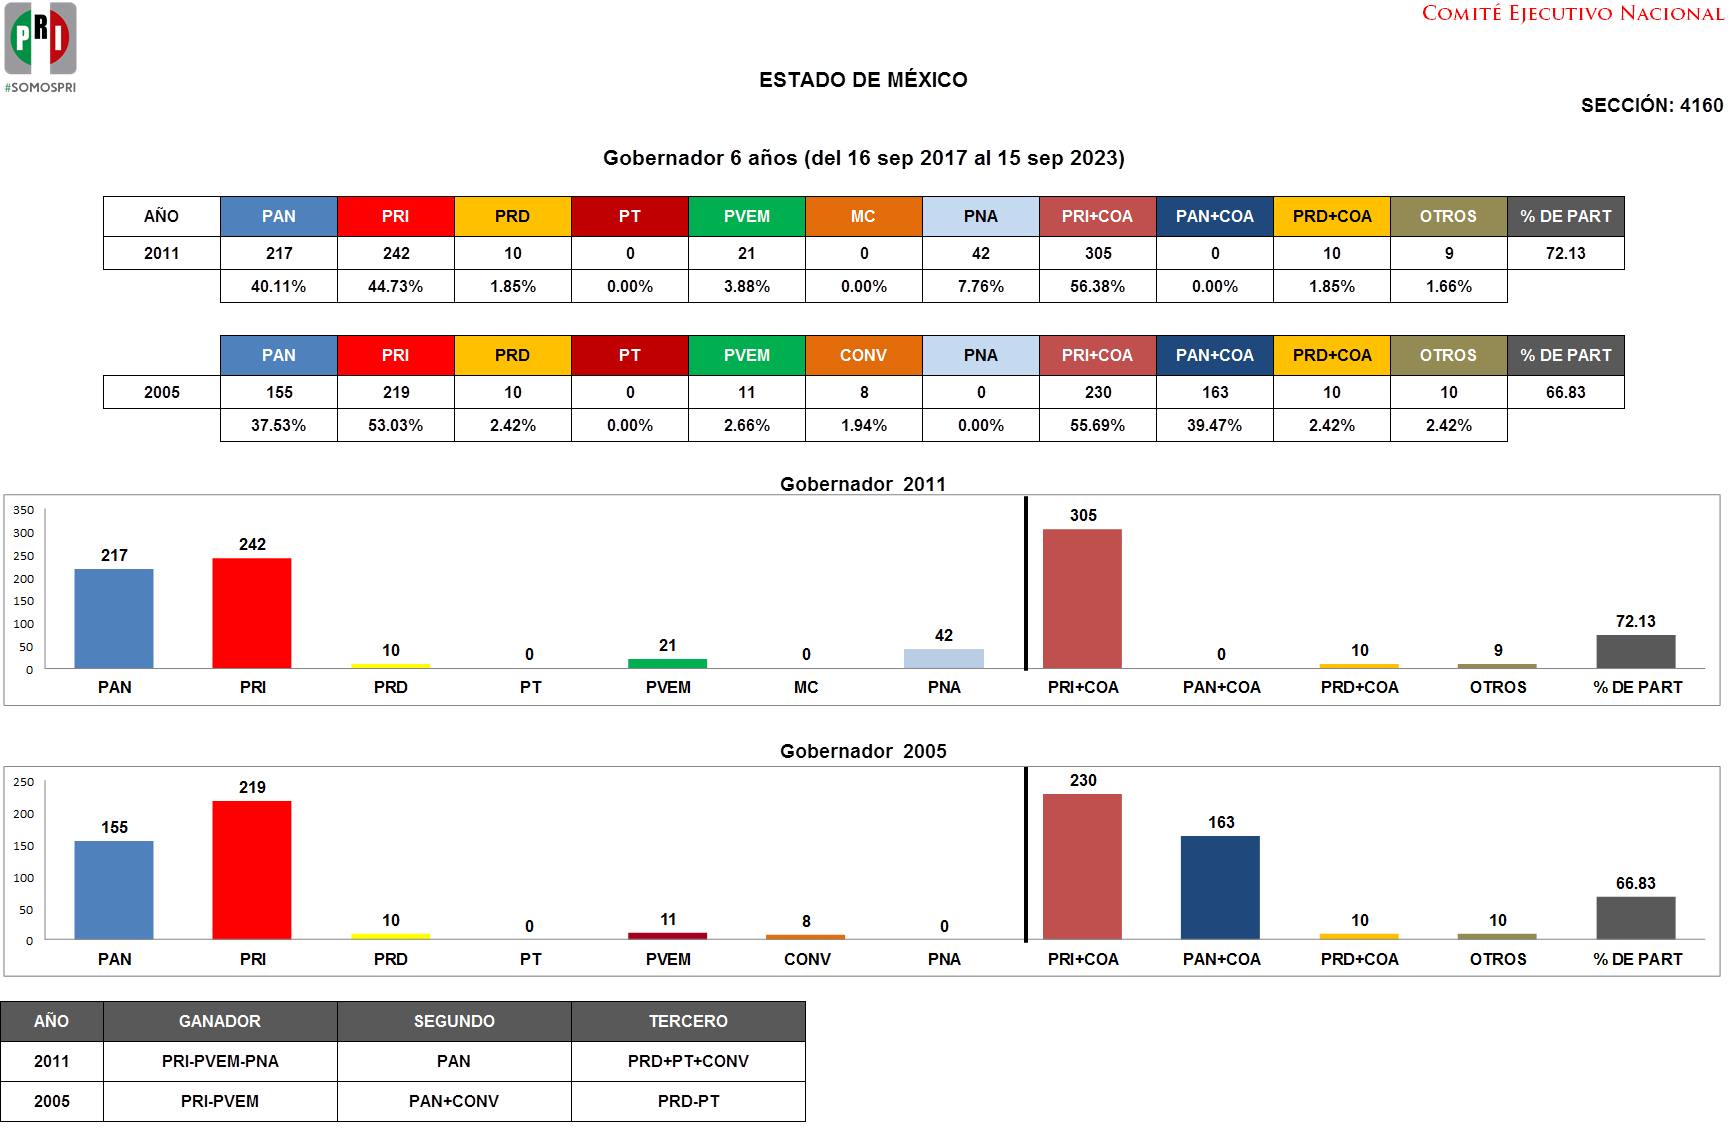 PRI
#SOMOSPRI
COMITÉ EJECUTIVO NACIONAL
ESTADO DE MÉXICO
SECCIÓN: 4160
Gobernador 6 años (del 16 sep 2017 al 15 sep 2023)
AÑO PAN PRI PRD PT PVEM MC PNA PRI+COA PAN+COA PRD+COA OTROS % DE PART
2011 217 242 10 0 21 0 42 305 0 10 9 72.13
40.11% 44.73% 1.85% 0.00% 3.88% 0.00% 7.76% 56.38% 0.00% 1.85% 1.66%
PAN PRI PRD PT PVEM CONV PNA PRI+COA PAN+COA PRD+COA OTROS % DE PART
2005 155 219 10 0 11 8 0 230 163 10 10 66.83
37.53% 53.03% 2.42% 0.00% 2.66% 1.94% 0.00% 55.69% 39.47% 2.42% 2.42%
Gobernador 2011
350
300
250
200
150
100
50
0
217 242 10 0 21 0 42 305 0 10 9 72.13
PAN PRI PRD PT PVEM MC PNA PRI+COA PAN+COA PRD+COA OTROS % DE PART
Gobernador 2005
250
200
150
100
50
0
155 219 10 0 11 8 0 230 163 10 10 66.83
PAN PRI PRD PT PVEM CONV PNA PRI+COA PAN+COA PRD+COA OTROS % DE PART
AÑO GANADOR SEGUNDO TERCERO
2011 PRI-PVEM-PNA PAN PRD+PT+CONV
2005 PRI-PVEM PAN+CONV PRD-PT